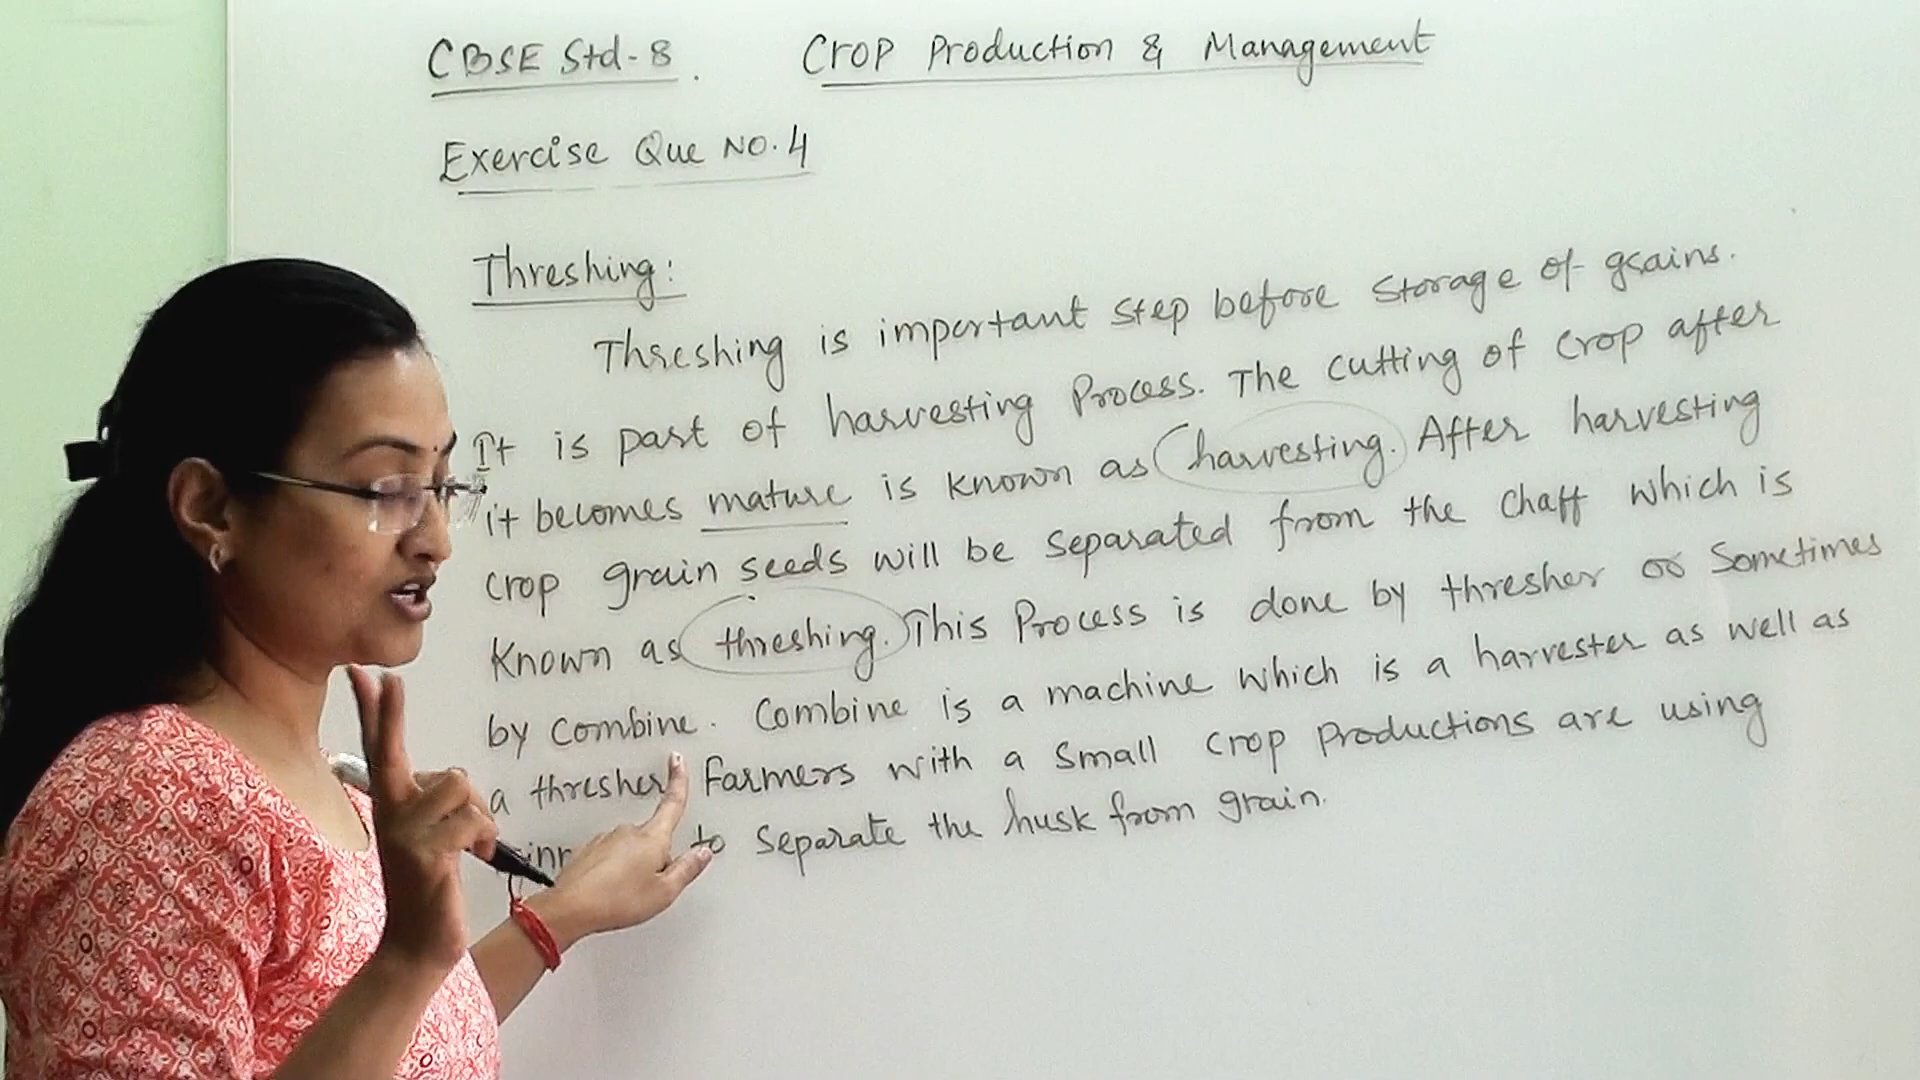 CBSE Std-8. Crop Production & Management
Exercise Que No. 4
Threshing:
Threshing is important step before storage of grains.
It is part of harvesting Process. The cutting of crop after
it becomes mature is known as harvesting. After harvesting
crop grain seeds will be separated from the chaff which is
known as threshing. This Process is done by thresher or sometimes
by combine. Combine is a machine which is a harvester as well as
a thresher Farmers with a small crop productions are using
to separate the husk from grain.